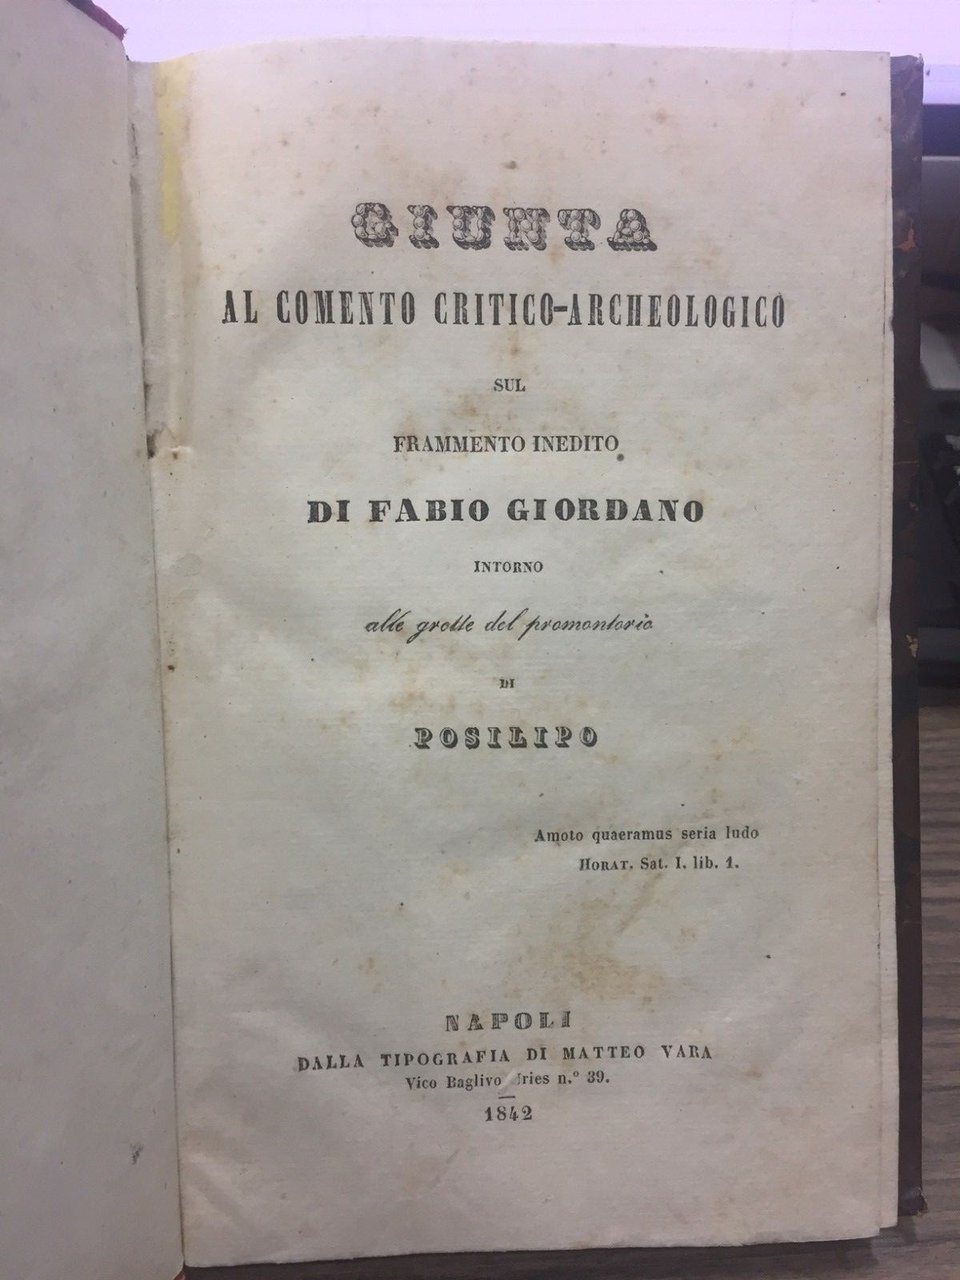 GIUNTA
AL COMENTO CRITICO-ARCHEOLOGICO
SUL
FRAMMENTO INEDITO
DI FABIO GIORDANO
INTORNO
alle grotte del promontorio
DI
POSILIPO
Amoto quaeramus seria ludo
HORAT. Sat. I. lib. 1.
NAPOLI
DALLA TIPOGRAFIA DI MATTEO VARA
Vico Baglivo n.° 39.
1842